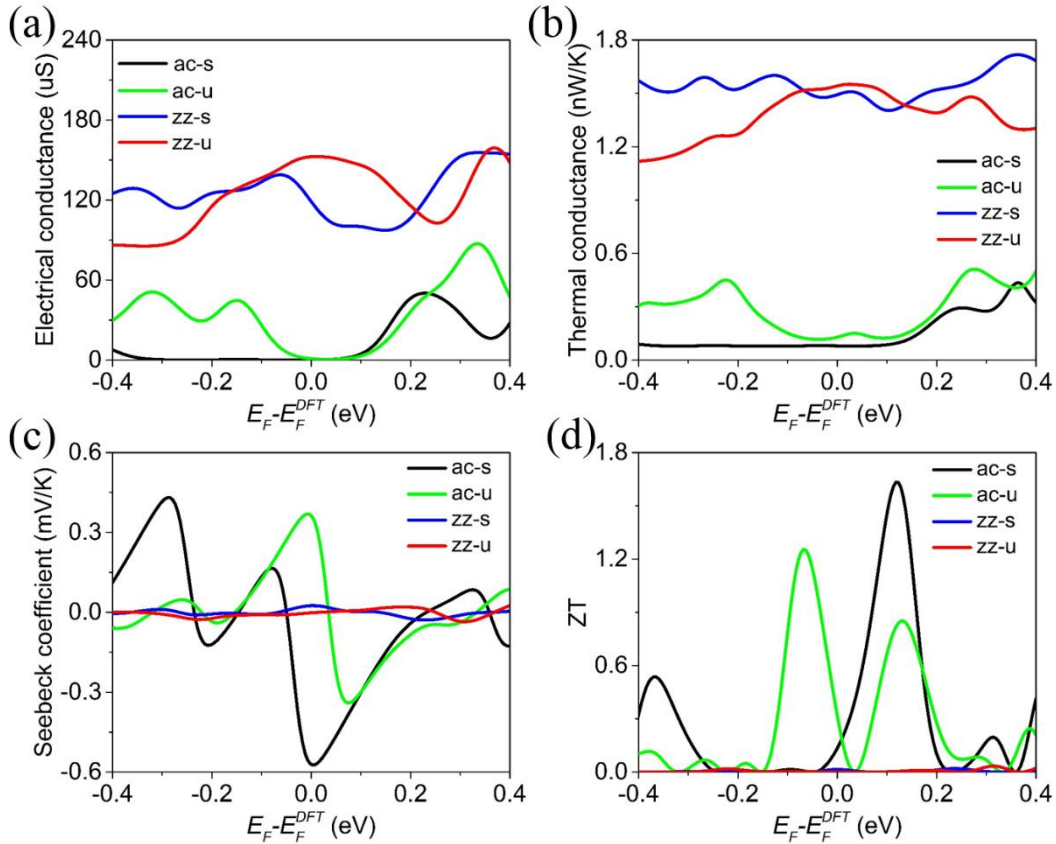 (a)
Electrical conductance (uS)
240
180
120
60
0
ac-s
ac-u
zz-s
zz-u
-0.4 -0.2 0.0 0.2 0.4
E_F-E_F^DFT (eV)
(b)
Thermal conductance (nW/K)
1.8
1.2
0.6
0.0
ac-s
ac-u
zz-s
zz-u
-0.4 -0.2 0.0 0.2 0.4
E_F-E_F^DFT (eV)
(c)
Seebeck coefficient (mV/K)
0.6
0.3
0.0
-0.3
-0.6
ac-s
ac-u
zz-s
zz-u
-0.4 -0.2 0.0 0.2 0.4
E_F-E_F^DFT (eV)
(d)
ZT
1.8
1.2
0.6
0.0
ac-s
ac-u
zz-s
zz-u
-0.4 -0.2 0.0 0.2 0.4
E_F-E_F^DFT (eV)